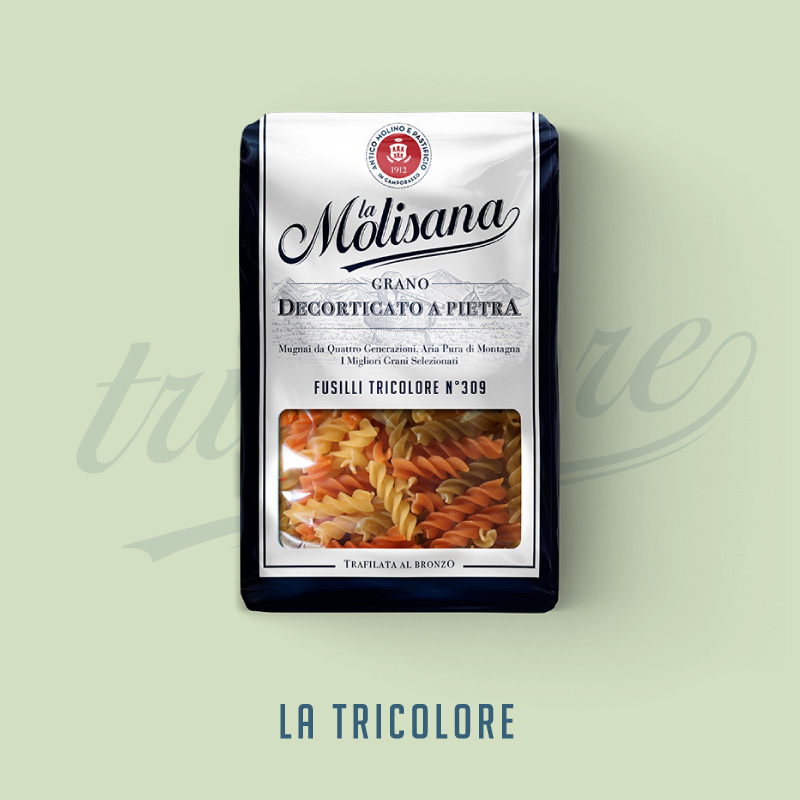 ANTICO MOLINO E PASTIFICIO
1912
IN CAMPOBASSO
la
Molisana
GRANO
DECORTICATO A PIETRA
Mugnai da Quattro Generazioni. Aria Pura di Montagna
I Migliori Grani Selezionati
FUSILLI TRICOLORE N°309
TRAFILATA AL BRONZO
LA TRICOLORE